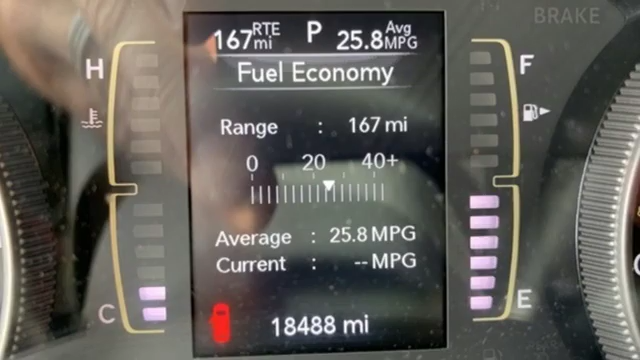 BRAKE
167 mi RTE P 25.8 Avg MPG
Fuel Economy
H
F
Range : 167 mi
0 20 40+
Average : 25.8 MPG
Current : -- MPG
C
E
18488 mi